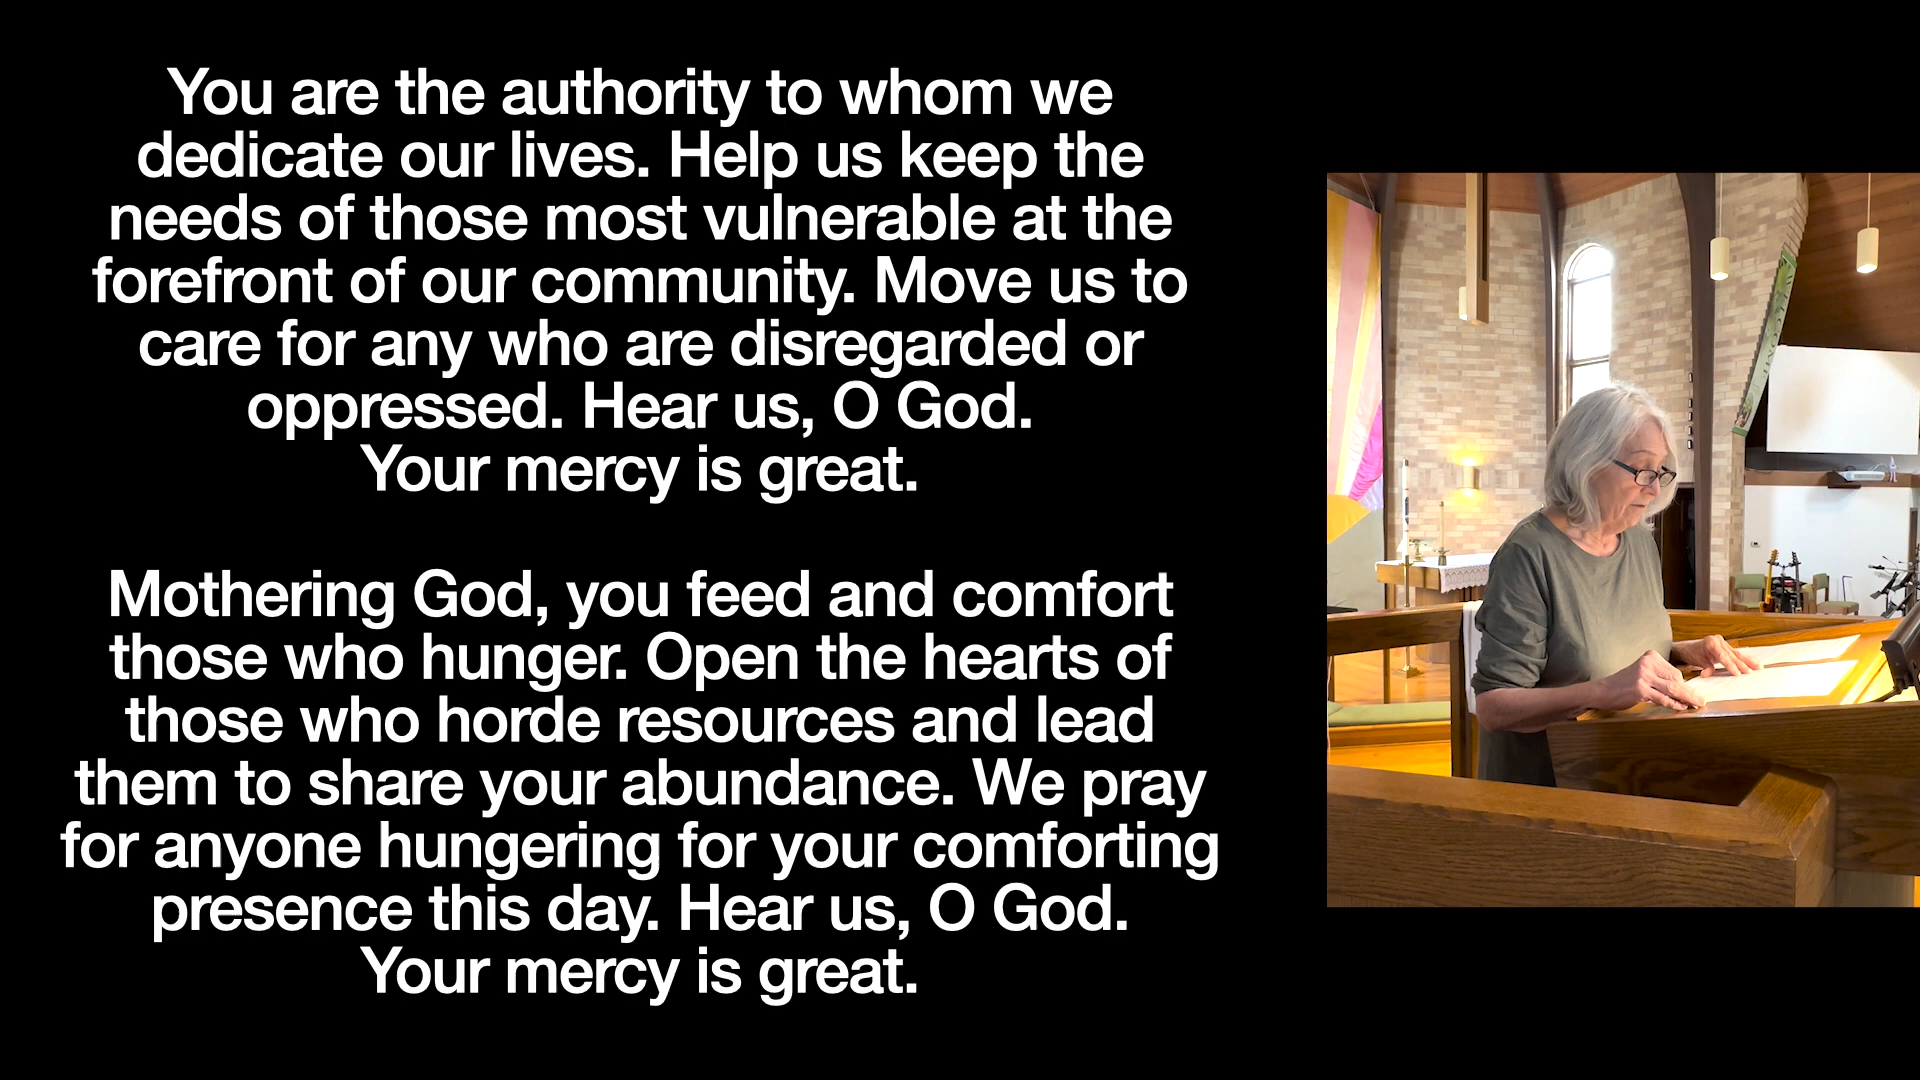 You are the authority to whom we
dedicate our lives. Help us keep the
needs of those most vulnerable at the
forefront of our community. Move us to
care for any who are disregarded or
oppressed. Hear us, O God.
Your mercy is great.
Mothering God, you feed and comfort
those who hunger. Open the hearts of
those who horde resources and lead
them to share your abundance. We pray
for anyone hungering for your comforting
presence this day. Hear us, O God.
Your mercy is great.